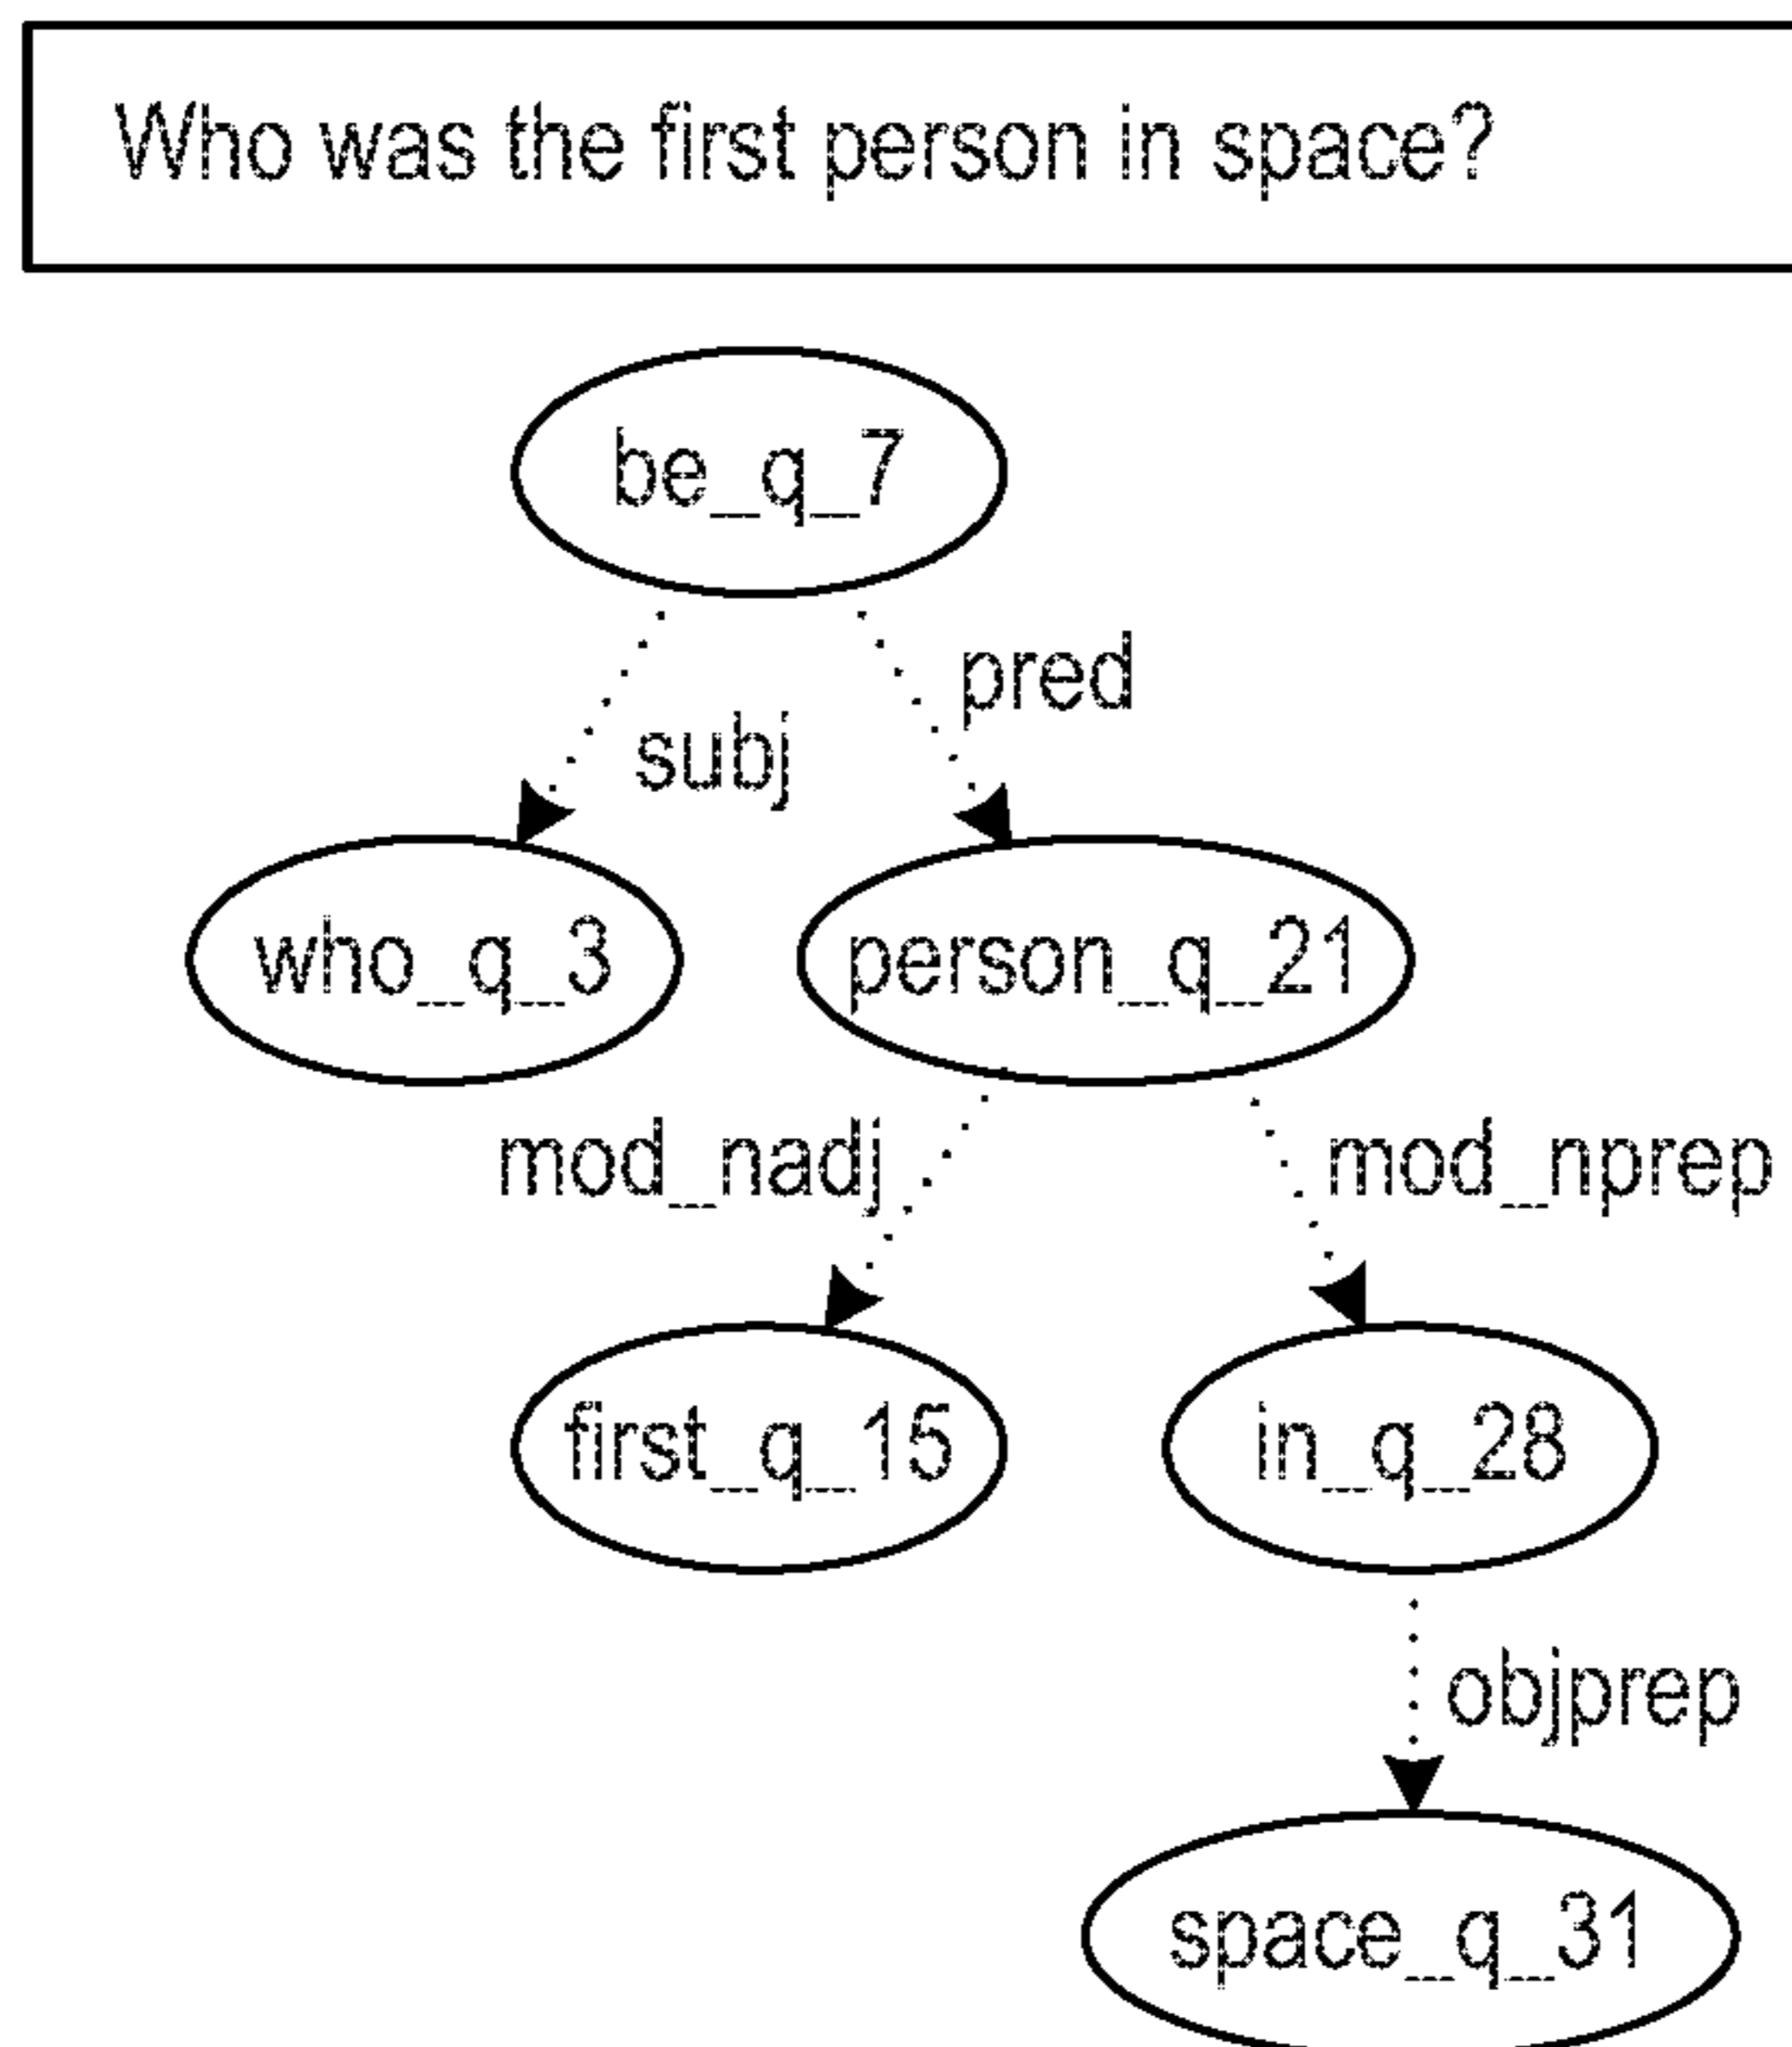 Who was the first person in space?
be_q_7
pred
subj
who_q_3
person_q_21
mod_nadj
mod_nprep
first_q_15
in_q_28
objprep
space_q_31